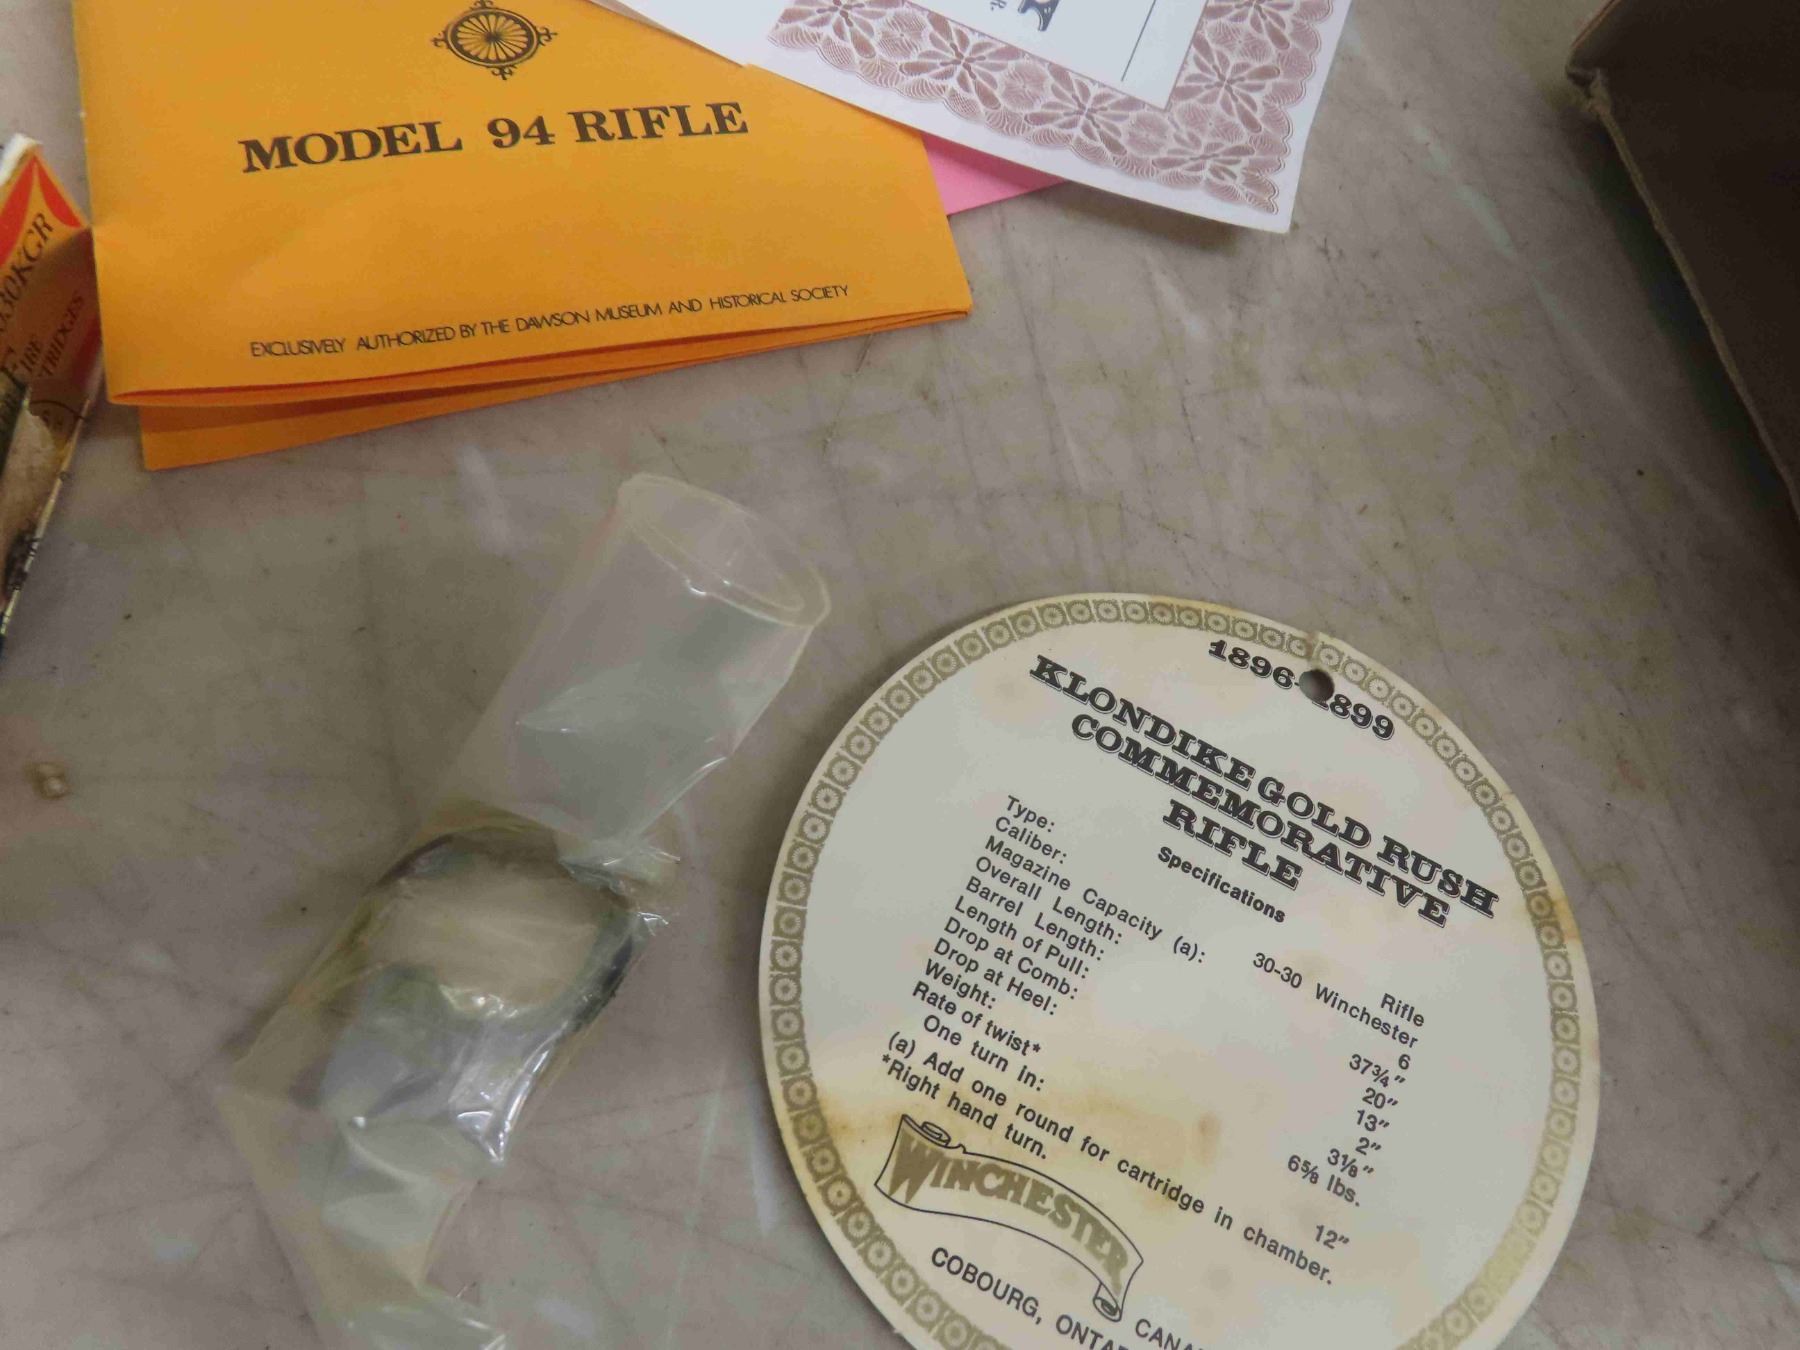 MODEL 94 RIFLE
EXCLUSIVELY AUTHORIZED BY THE DAWSON MUSEUM AND HISTORICAL SOCIETY
TRIDGES
1896-1899
KLONDIKE GOLD RUSH
COMMEMORATIVE
RIFLE
Specifications
Type: Rifle
Caliber: 30-30 Winchester
Magazine Capacity (a): 6
Overall Length: 37¾"
Barrel Length: 20"
Length of Pull: 13"
Drop at Comb: 2"
Drop at Heel: 3⅛"
Weight: 6⅝ lbs.
Rate of twist*
One turn in: 12"
(a) Add one round for cartridge in chamber.
*Right hand turn.
WINCHESTER
COBOURG, ONTA CANA